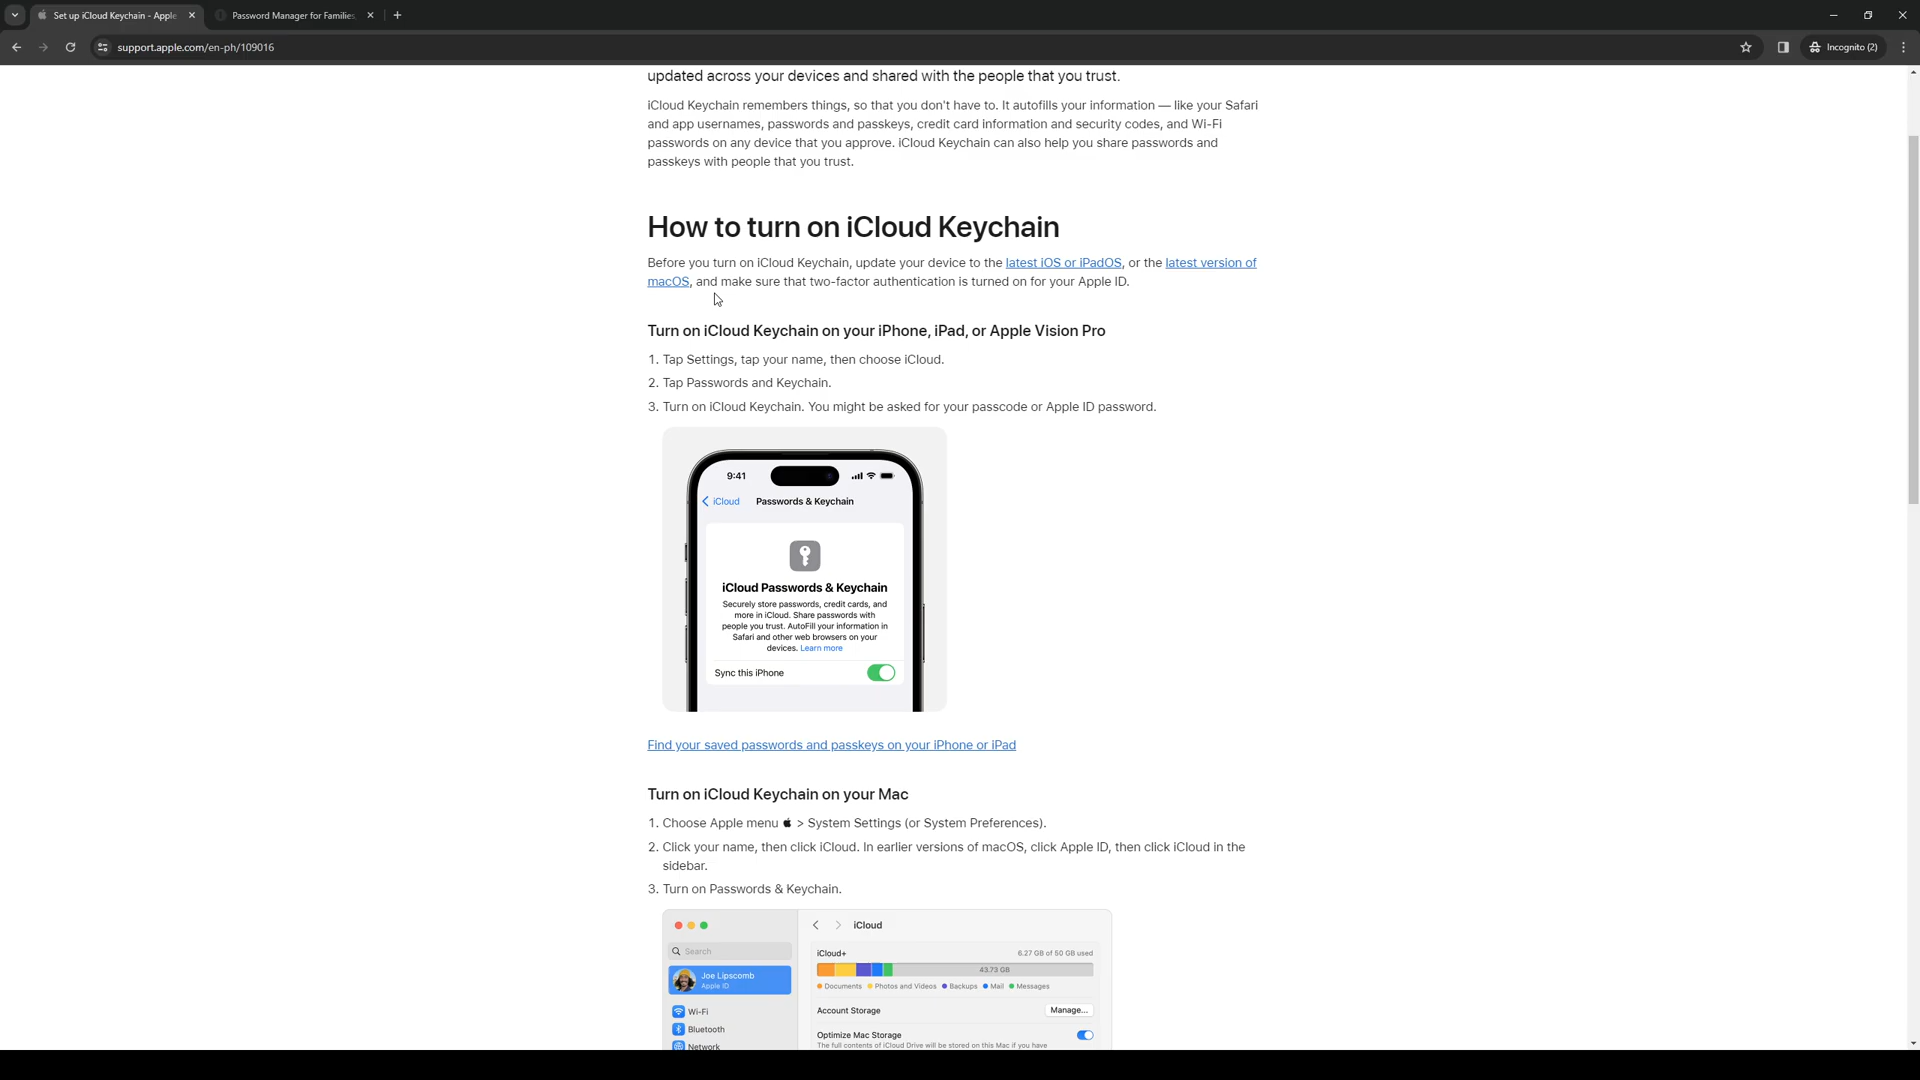 Set up iCloud Keychain - Apple
Password Manager for Families,
support.apple.com/en-ph/109016
Incognito (2)
updated across your devices and shared with the people that you trust.
iCloud Keychain remembers things, so that you don't have to. It autofills your information — like your Safari
and app usernames, passwords and passkeys, credit card information and security codes, and Wi-Fi
passwords on any device that you approve. iCloud Keychain can also help you share passwords and
passkeys with people that you trust.
How to turn on iCloud Keychain
Before you turn on iCloud Keychain, update your device to the latest iOS or iPadOS, or the latest version of
macOS, and make sure that two-factor authentication is turned on for your Apple ID.
Turn on iCloud Keychain on your iPhone, iPad, or Apple Vision Pro
1. Tap Settings, tap your name, then choose iCloud.
2. Tap Passwords and Keychain.
3. Turn on iCloud Keychain. You might be asked for your passcode or Apple ID password.
9:41
iCloud Passwords & Keychain
iCloud Passwords & Keychain
Securely store passwords, credit cards, and
more in iCloud. Share passwords with
people you trust. AutoFill your information in
Safari and other web browsers on your
devices. Learn more
Sync this iPhone
Find your saved passwords and passkeys on your iPhone or iPad
Turn on iCloud Keychain on your Mac
1. Choose Apple menu > System Settings (or System Preferences).
2. Click your name, then click iCloud. In earlier versions of macOS, click Apple ID, then click iCloud in the
sidebar.
3. Turn on Passwords & Keychain.
iCloud
Search
Joe Lipscomb
Apple ID
Wi-Fi
Bluetooth
Network
iCloud+ 6.27 GB of 50 GB used
43.73 GB
Documents Photos and Videos Backups Mail Messages
Account Storage Manage...
Optimize Mac Storage
The full contents of iCloud Drive will be stored on this Mac if you have